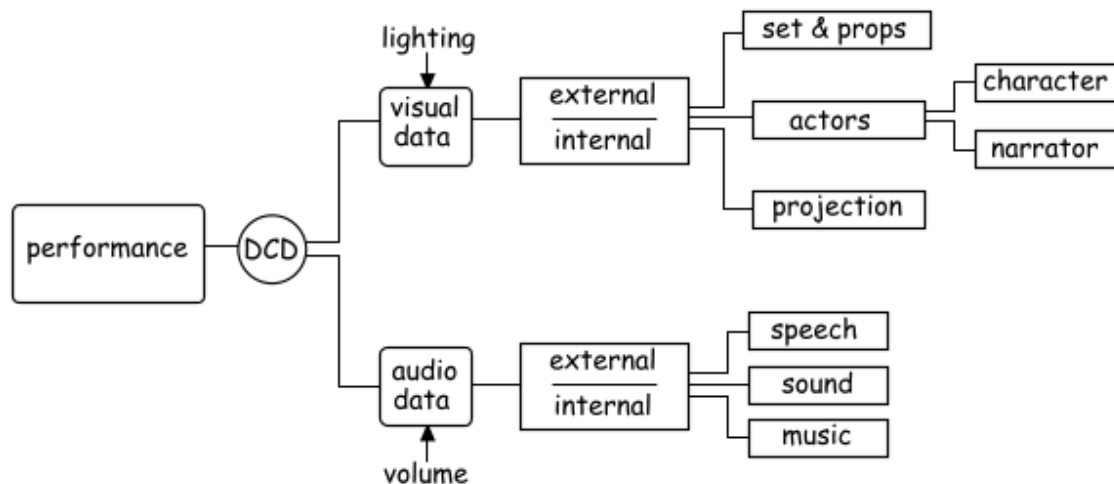 lighting
set & props
visual
data
external
internal
actors
character
narrator
projection
performance
DCD
audio
data
external
internal
speech
sound
music
volume